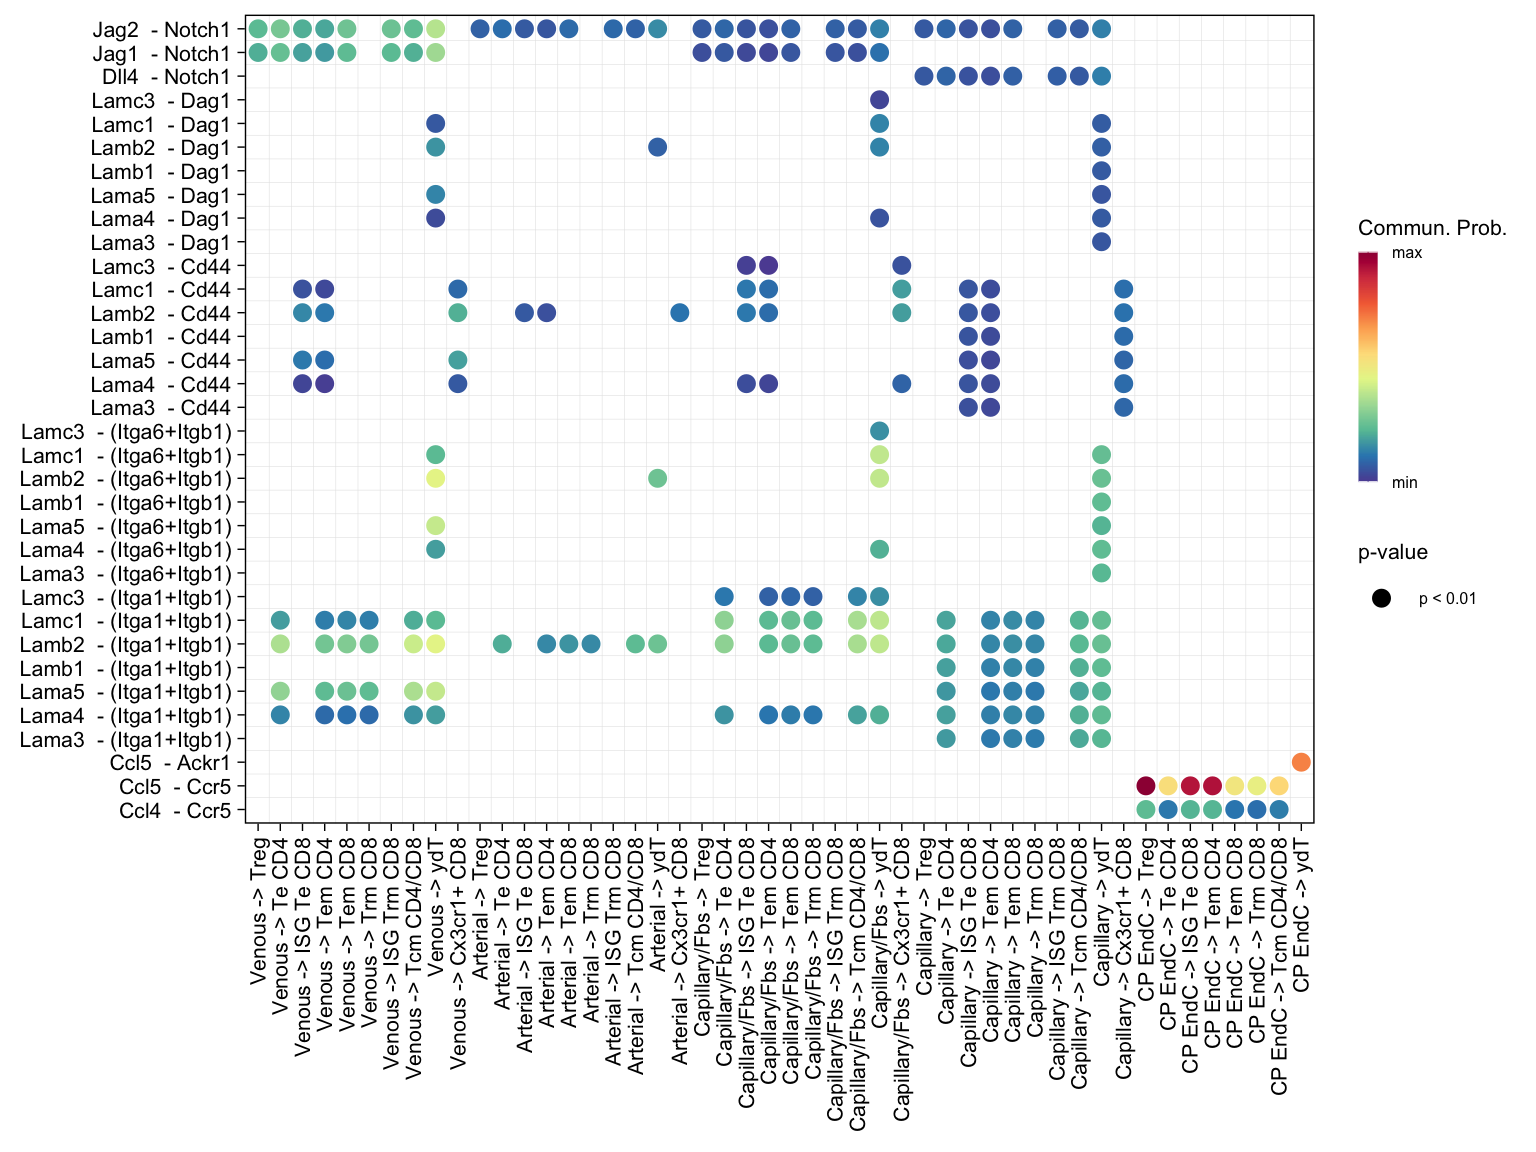 Jag2 - Notch1
Jag1 - Notch1
Dll4 - Notch1
Lamc3 - Dag1
Lamc1 - Dag1
Lamb2 - Dag1
Lamb1 - Dag1
Lama5 - Dag1
Lama4 - Dag1
Lama3 - Dag1
Lamc3 - Cd44
Lamc1 - Cd44
Lamb2 - Cd44
Lamb1 - Cd44
Lama5 - Cd44
Lama4 - Cd44
Lama3 - Cd44
Lamc3 - (Itga6+Itgb1)
Lamc1 - (Itga6+Itgb1)
Lamb2 - (Itga6+Itgb1)
Lamb1 - (Itga6+Itgb1)
Lama5 - (Itga6+Itgb1)
Lama4 - (Itga6+Itgb1)
Lama3 - (Itga6+Itgb1)
Lamc3 - (Itga1+Itgb1)
Lamc1 - (Itga1+Itgb1)
Lamb2 - (Itga1+Itgb1)
Lamb1 - (Itga1+Itgb1)
Lama5 - (Itga1+Itgb1)
Lama4 - (Itga1+Itgb1)
Lama3 - (Itga1+Itgb1)
Ccl5 - Ackr1
Ccl5 - Ccr5
Ccl4 - Ccr5
Venous -> Treg
Venous -> Te CD4
Venous -> ISG Te CD8
Venous -> Tem CD4
Venous -> Tem CD8
Venous -> Trm CD8
Venous -> ISG Trm CD8
Venous -> Tcm CD4/CD8
Venous -> ydT
Venous -> Cx3cr1+ CD8
Arterial -> Treg
Arterial -> Te CD4
Arterial -> ISG Te CD8
Arterial -> Tem CD4
Arterial -> Tem CD8
Arterial -> Trm CD8
Arterial -> ISG Trm CD8
Arterial -> Tcm CD4/CD8
Arterial -> ydT
Arterial -> Cx3cr1+ CD8
Capillary/Fbs -> Treg
Capillary/Fbs -> Te CD4
Capillary/Fbs -> ISG Te CD8
Capillary/Fbs -> Tem CD4
Capillary/Fbs -> Tem CD8
Capillary/Fbs -> Trm CD8
Capillary/Fbs -> ISG Trm CD8
Capillary/Fbs -> Tcm CD4/CD8
Capillary/Fbs -> ydT
Capillary/Fbs -> Cx3cr1+ CD8
Capillary -> Treg
Capillary -> Te CD4
Capillary -> ISG Te CD8
Capillary -> Tem CD4
Capillary -> Tem CD8
Capillary -> Trm CD8
Capillary -> ISG Trm CD8
Capillary -> Tcm CD4/CD8
Capillary -> ydT
Capillary -> Cx3cr1+ CD8
CP EndC -> Treg
CP EndC -> Te CD4
CP EndC -> ISG Te CD8
CP EndC -> Tem CD4
CP EndC -> Tem CD8
CP EndC -> Trm CD8
CP EndC -> Tcm CD4/CD8
CP EndC -> ydT
Commun. Prob.
max
min
p-value
p < 0.01